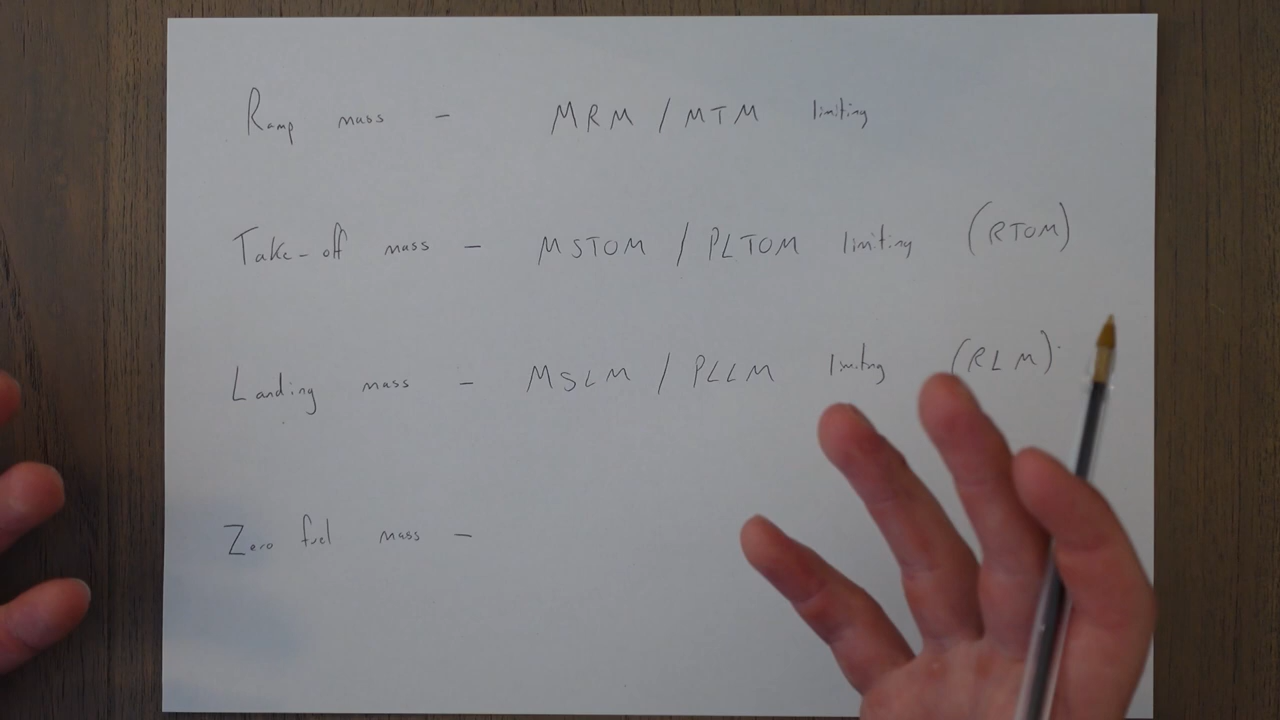 Ramp mass - MRM / MTM limiting
Take-off mass - MSTOM / PLTOM limiting (RTOM)
Landing mass - MSLM / PLLM limitng (RLM)
Zero fuel mass -